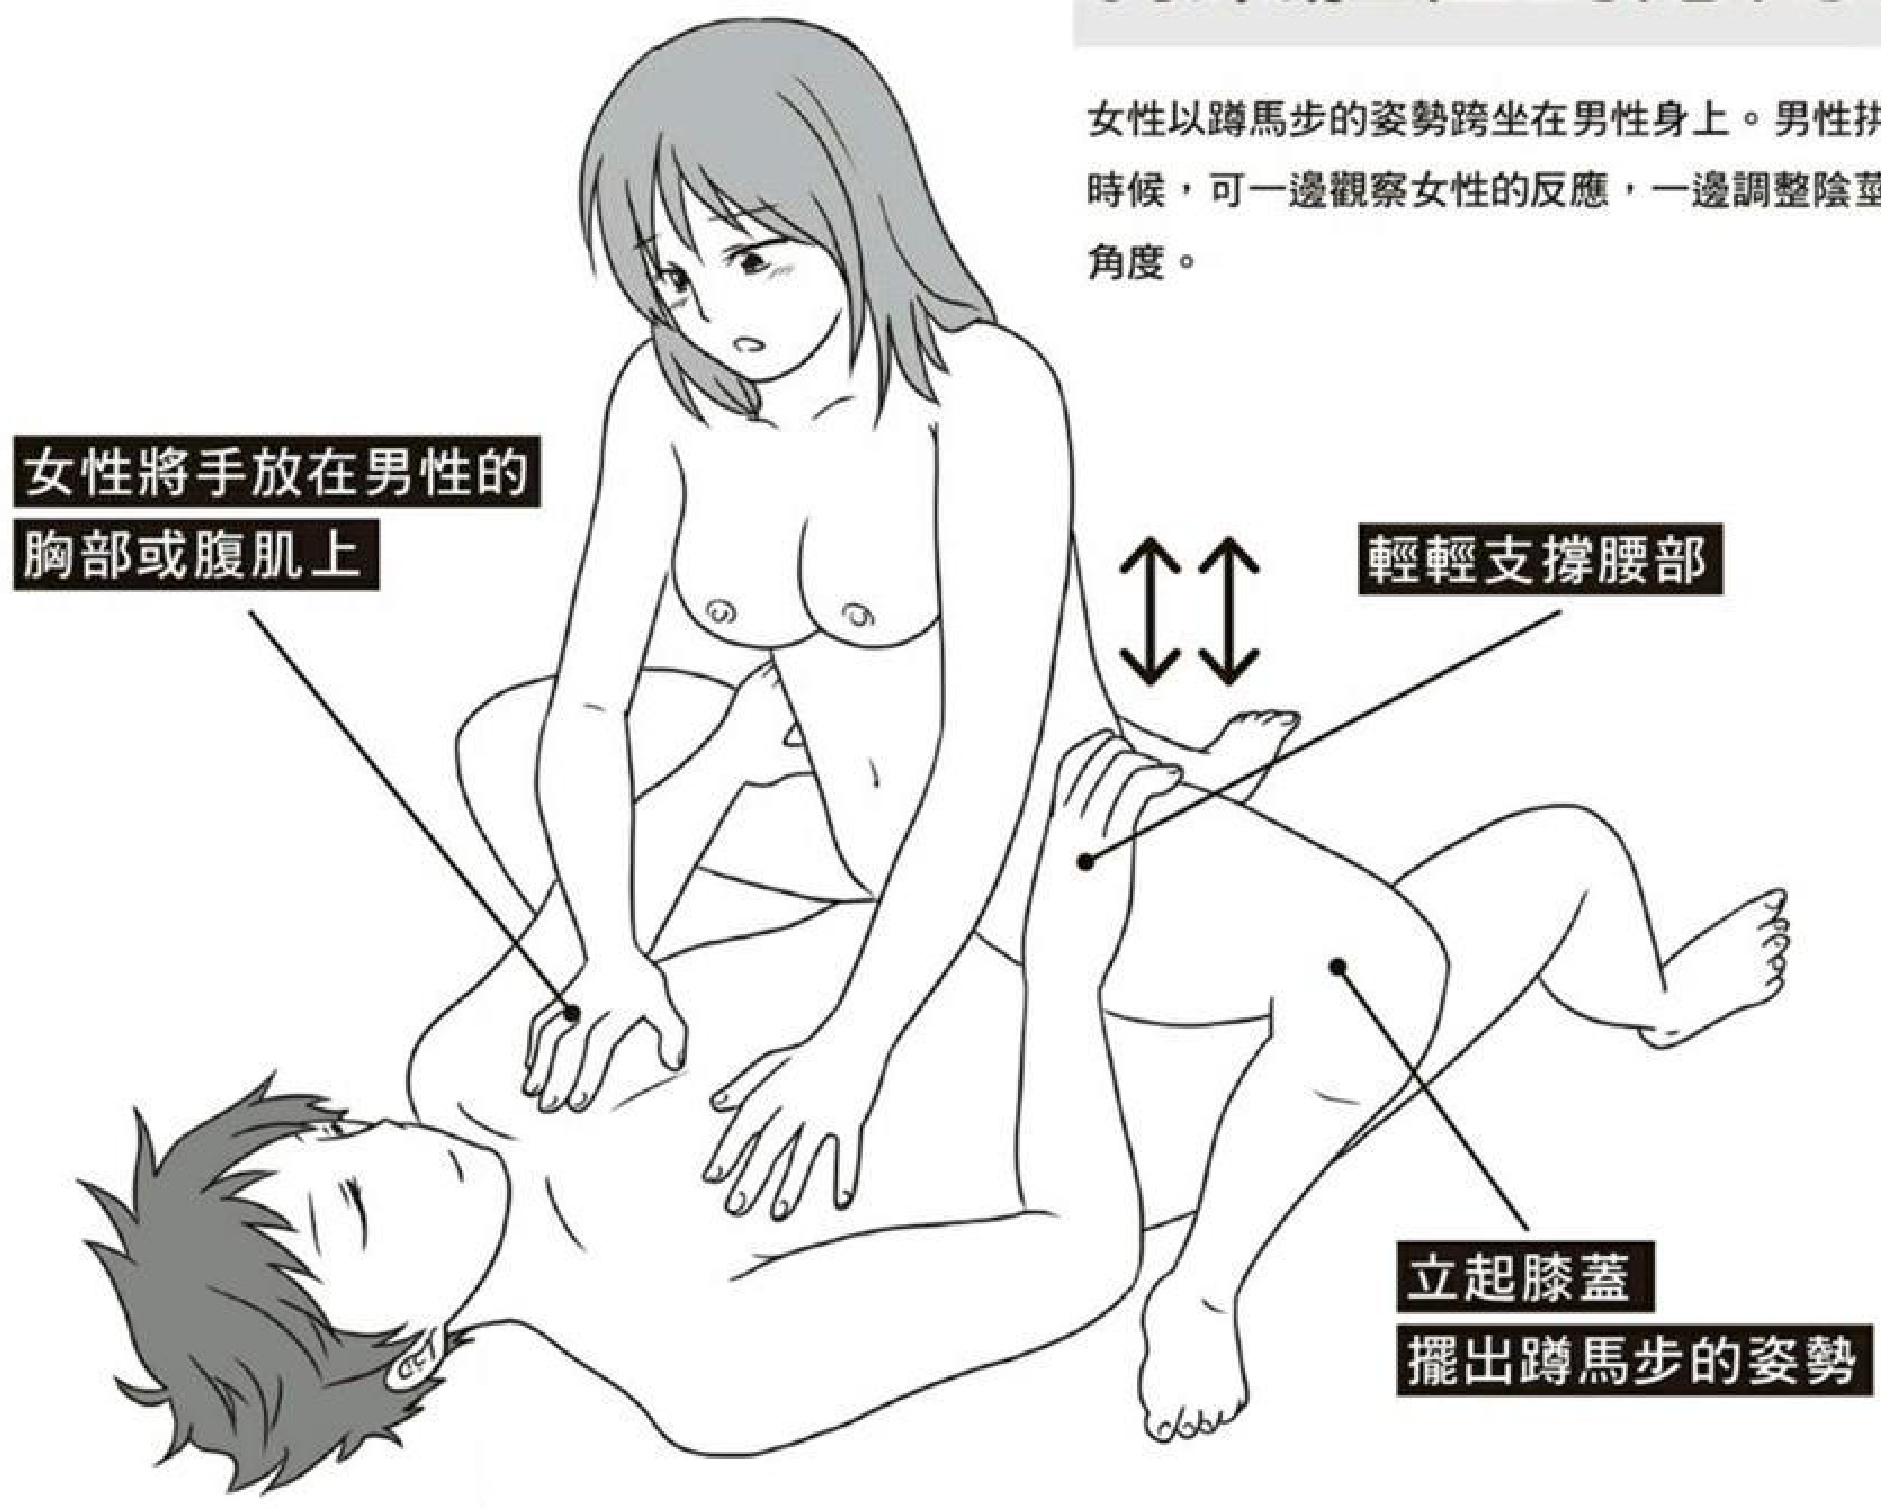 女性以蹲馬步的姿勢跨坐在男性身上。男性拱
時候，可一邊觀察女性的反應，一邊調整陰莖
角度。
女性將手放在男性的
胸部或腹肌上
輕輕支撐腰部
立起膝蓋
擺出蹲馬步的姿勢